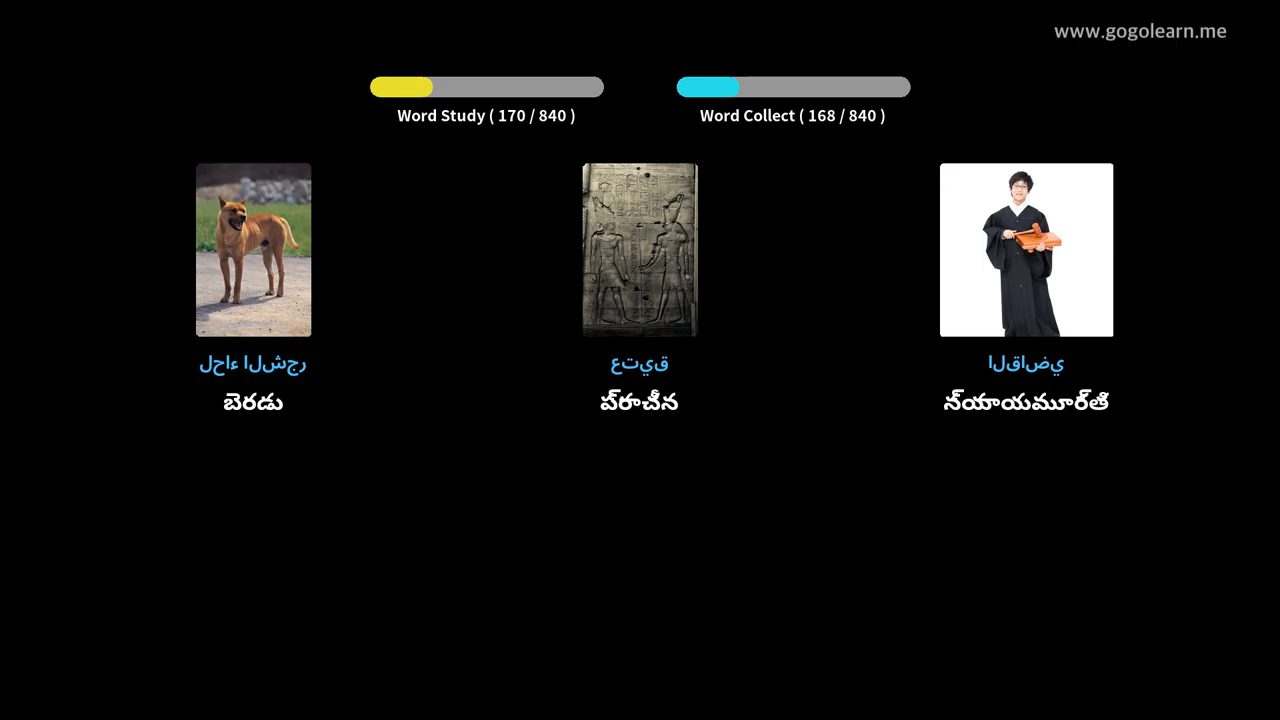 www.gogolearn.me
Word Study ( 170 / 840 )
Word Collect ( 168 / 840 )
لحاء الشجر
عتيق
القاضي
బెరడు
ప్రాచీన
న్యాయమూర్తి